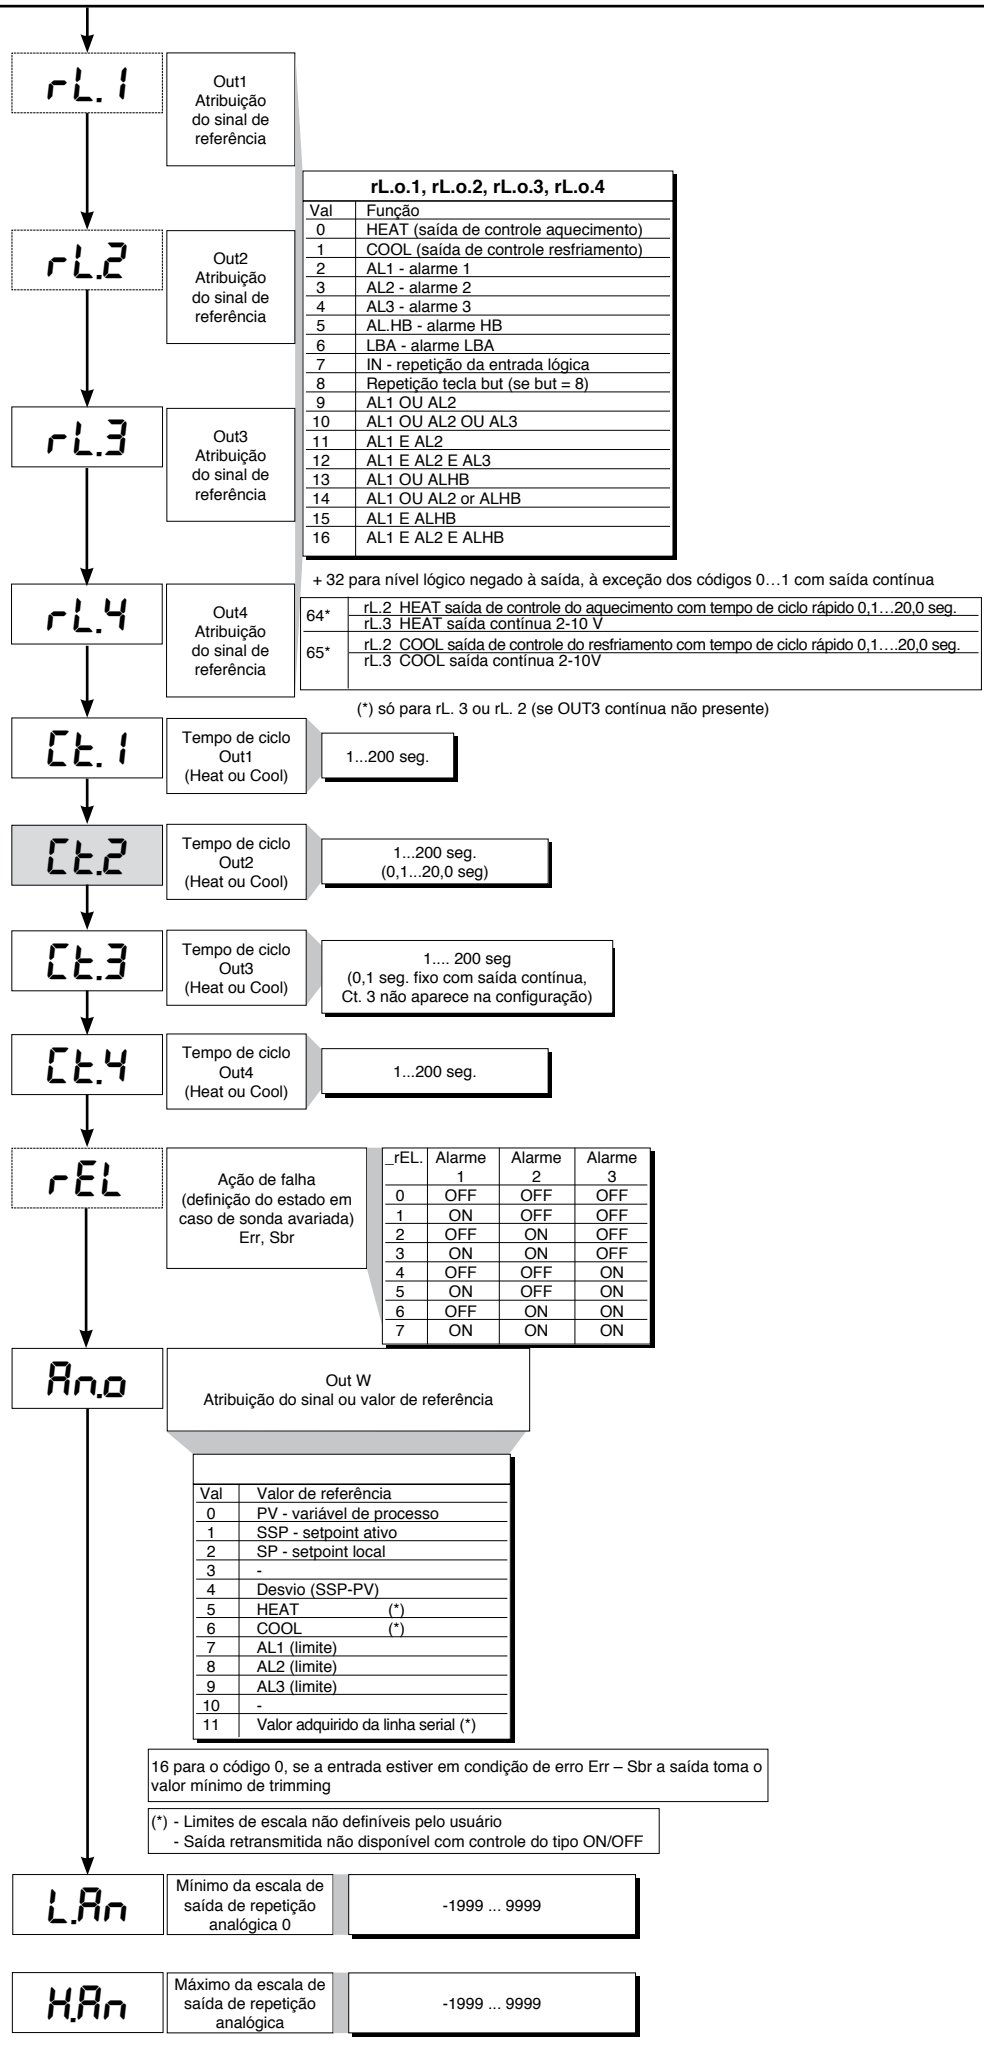 rL.1
Out1
Atribuição
do sinal de
referência
rL.o.1, rL.o.2, rL.o.3, rL.o.4
Val Função
0 HEAT (saída de controle aquecimento)
1 COOL (saída de controle resfriamento)
2 AL1 - alarme 1
3 AL2 - alarme 2
4 AL3 - alarme 3
5 AL.HB - alarme HB
6 LBA - alarme LBA
7 IN - repetição da entrada lógica
8 Repetição tecla but (se but = 8)
9 AL1 OU AL2
10 AL1 OU AL2 OU AL3
11 AL1 E AL2
12 AL1 E AL2 E AL3
13 AL1 OU ALHB
14 AL1 OU AL2 or ALHB
15 AL1 E ALHB
16 AL1 E AL2 E ALHB
rL.2
Out2
Atribuição
do sinal de
referência
rL.3
Out3
Atribuição
do sinal de
referência
+ 32 para nível lógico negado à saída, à exceção dos códigos 0…1 com saída contínua
rL.4
Out4
Atribuição
do sinal de
referência
64* rL.2 HEAT saída de controle do aquecimento com tempo de ciclo rápido 0,1…20,0 seg.
rL.3 HEAT saída contínua 2-10 V
65* rL.2 COOL saída de controle do resfriamento com tempo de ciclo rápido 0,1….20,0 seg.
rL.3 COOL saída contínua 2-10V
(*) só para rL. 3 ou rL. 2 (se OUT3 contínua não presente)
Ct.1
Tempo de ciclo
Out1
(Heat ou Cool)
1...200 seg.
Ct.2
Tempo de ciclo
Out2
(Heat ou Cool)
1...200 seg.
(0,1...20,0 seg)
Ct.3
Tempo de ciclo
Out3
(Heat ou Cool)
1.... 200 seg
(0,1 seg. fixo com saída contínua,
Ct. 3 não aparece na configuração)
Ct.4
Tempo de ciclo
Out4
(Heat ou Cool)
1...200 seg.
rEL
Ação de falha
(definição do estado em
caso de sonda avariada)
Err, Sbr
_rEL. Alarme Alarme Alarme
1 2 3
0 OFF OFF OFF
1 ON OFF OFF
2 OFF ON OFF
3 ON ON OFF
4 OFF OFF ON
5 ON OFF ON
6 OFF ON ON
7 ON ON ON
An.o
Out W
Atribuição do sinal ou valor de referência
Val Valor de referência
0 PV - variável de processo
1 SSP - setpoint ativo
2 SP - setpoint local
3 -
4 Desvio (SSP-PV)
5 HEAT (*)
6 COOL (*)
7 AL1 (limite)
8 AL2 (limite)
9 AL3 (limite)
10 -
11 Valor adquirido da linha serial (*)
16 para o código 0, se a entrada estiver em condição de erro Err – Sbr a saída toma o
valor mínimo de trimming
(*) - Limites de escala não definíveis pelo usuário
- Saída retransmitida não disponível com controle do tipo ON/OFF
L.An
Mínimo da escala de
saída de repetição
analógica 0
-1999 ... 9999
H.An
Máximo da escala de
saída de repetição
analógica
-1999 ... 9999